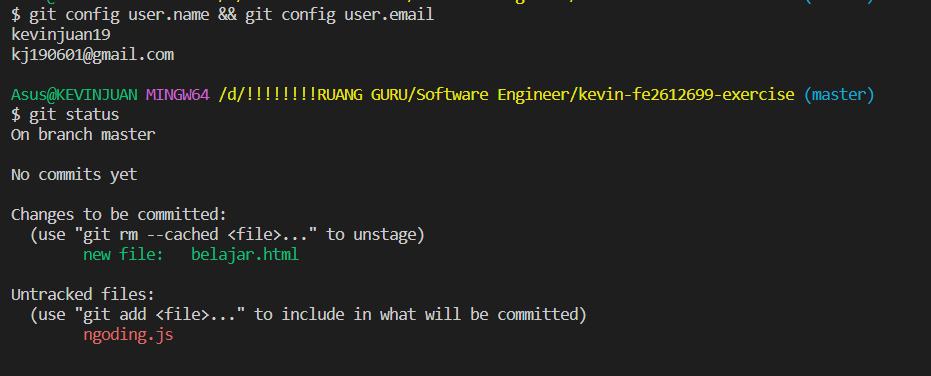 $ git config user.name && git config user.email
kevinjuan19
kj190601@gmail.com
Asus@KEVINJUAN MINGW64 /d/!!!!!!!!RUANG GURU/Software Engineer/kevin-fe2612699-exercise (master)
$ git status
On branch master
No commits yet
Changes to be committed:
(use "git rm --cached <file>..." to unstage)
new file: belajar.html
Untracked files:
(use "git add <file>..." to include in what will be committed)
ngoding.js